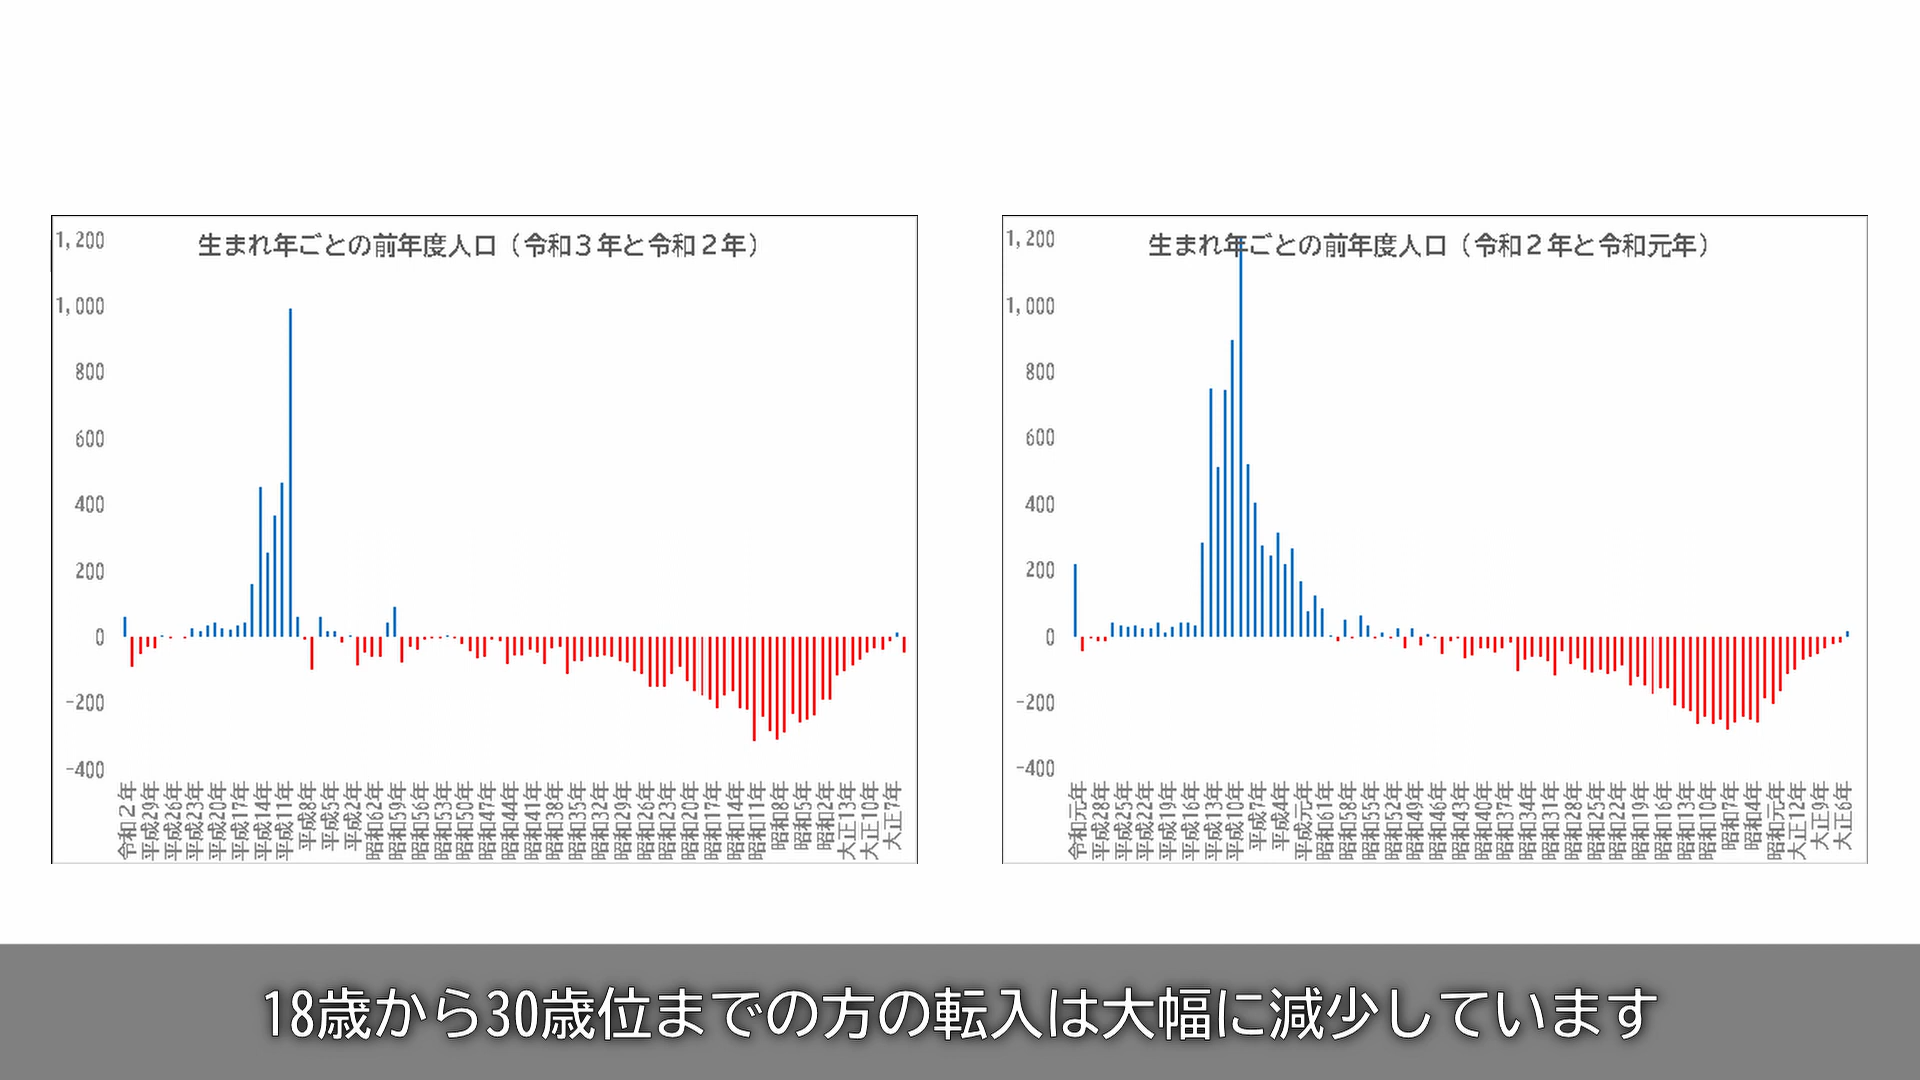 生まれ年ごとの前年度人口（令和３年と令和２年）
1,200
1,000
800
600
400
200
0
-200
-400
令和２年
平成29年
平成26年
平成23年
平成20年
平成17年
平成14年
平成11年
平成8年
平成5年
平成2年
昭和62年
昭和59年
昭和56年
昭和53年
昭和50年
昭和47年
昭和44年
昭和41年
昭和38年
昭和35年
昭和32年
昭和29年
昭和26年
昭和23年
昭和20年
昭和17年
昭和14年
昭和11年
昭和8年
昭和5年
昭和2年
大正13年
大正10年
大正7年
生まれ年ごとの前年度人口（令和２年と令和元年）
1,200
1,000
800
600
400
200
0
-200
-400
令和元年
平成28年
平成25年
平成22年
平成19年
平成16年
平成13年
平成10年
平成7年
平成4年
平成元年
昭和61年
昭和58年
昭和55年
昭和52年
昭和49年
昭和46年
昭和43年
昭和40年
昭和37年
昭和34年
昭和31年
昭和28年
昭和25年
昭和22年
昭和19年
昭和16年
昭和13年
昭和10年
昭和7年
昭和4年
昭和元年
大正12年
大正9年
大正6年
18歳から30歳位までの方の転入は大幅に減少しています